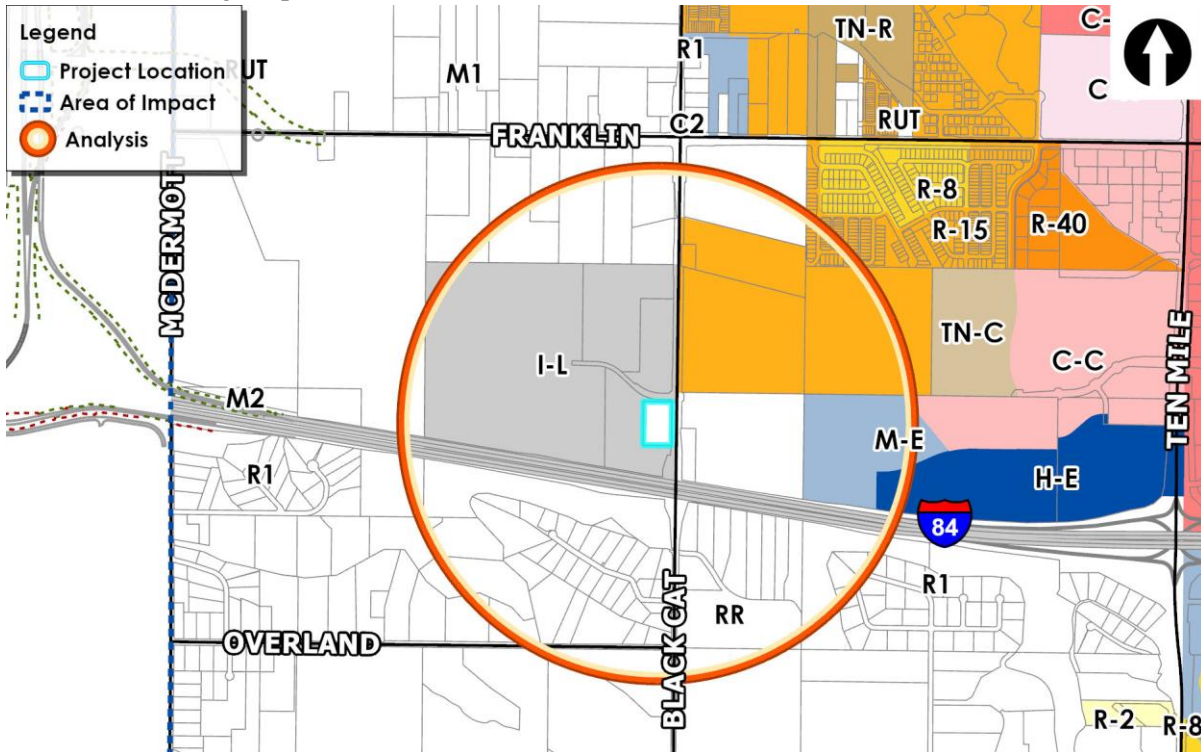 Legend
Project Location
Area of Impact
Analysis
RUT
M1
R1
TN-R
C-
C2
RUT
FRANKLIN
R-8
R-15
R-40
MCDERMOTT
I-L
TN-C
C-C
TEN MILE
M2
M-E
H-E
R1
84
R1
RR
BLACK CAT
OVERLAND
R-2
R-8